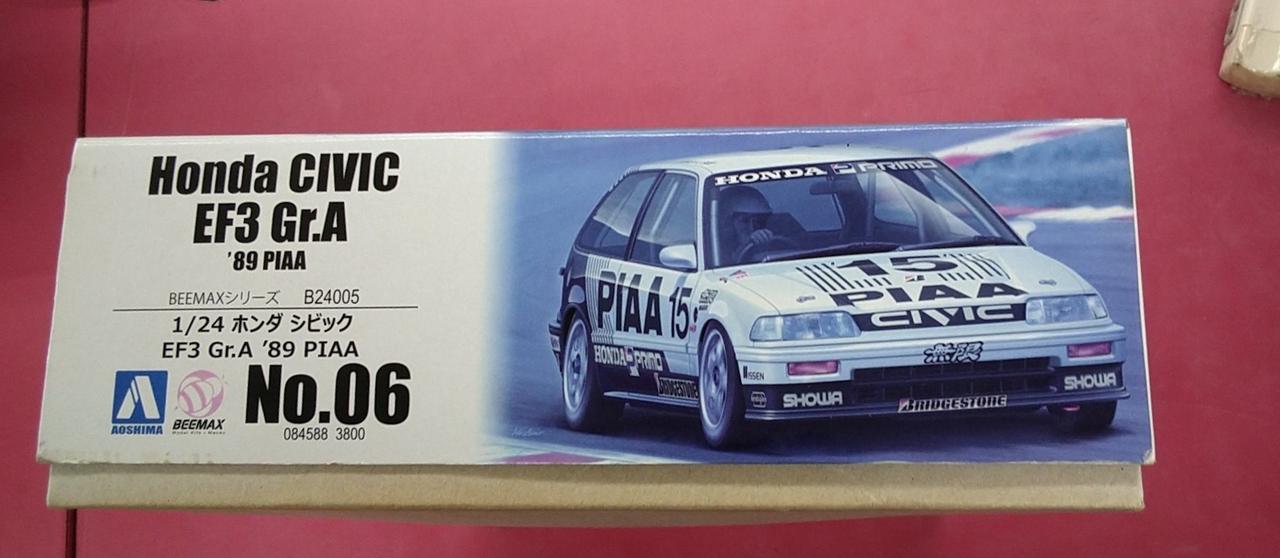 Honda CIVIC
EF3 Gr.A
'89 PIAA
BEEMAXシリーズ B24005
1/24 ホンダ シビック
EF3 Gr.A '89 PIAA
No.06
084588 3800
AOSHIMA
BEEMAX
HONDA PRIMO
15
PIAA
CIVIC
PIAA 15
無限
HONDA PRIMO
BRIDGESTONE
SHOWA
BRIDGESTONE
SHOWA